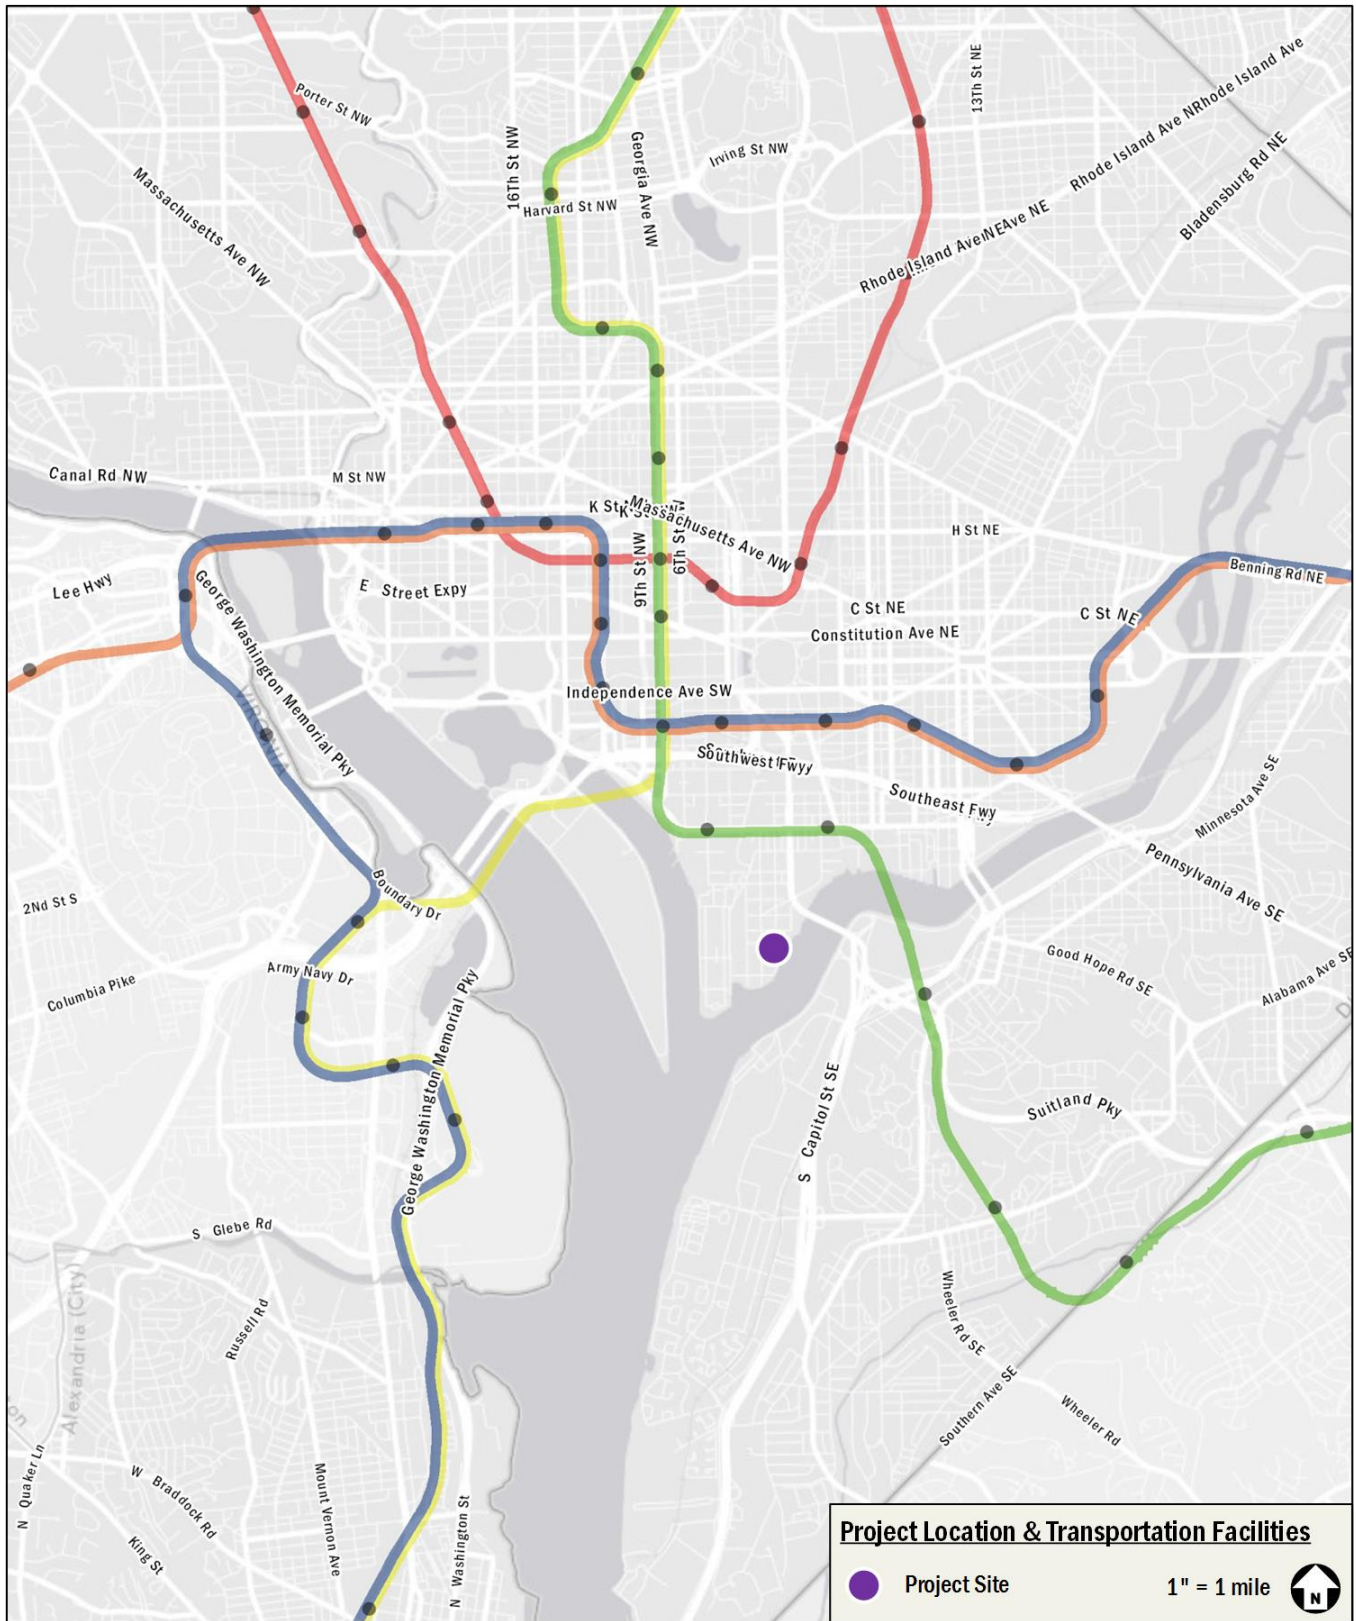 Porter St NW
Massachusetts Ave NW
16Th St NW
Georgia Ave NW
Irving St NW
Harvard St NW
13Th St NE
Rhode Island Ave
Rhode Island Ave N
Bladensburg Rd NE
Ave NE
Rhode Island Ave NE
Canal Rd NW
M St NW
K St
K St
Massachusetts Ave NW
H St NE
9Th St NW
6Th St
Lee Hwy
E Street Expy
George Washington Memorial Pky
C St NE
Constitution Ave NE
C St NE
Benning Rd NE
VIRGINIA
Independence Ave SW
Southwest Fwy
Southeast Fwy
Minnesota Ave SE
Pennsylvania Ave SE
2Nd St S
Boundary Dr
Army Navy Dr
Columbia Pike
Good Hope Rd SE
Alabama Ave SE
George Washington Memorial Pky
S Capitol St SE
Suitland Pky
S Glebe Rd
Russell Rd
Alexandria (City)
Wheeler Rd SE
Southern Ave SE
Wheeler Rd
N Quaker Ln
W Braddock Rd
King St
Mount Vernon Ave
N Washington St
Project Location & Transportation Facilities
Project Site
1" = 1 mile
N